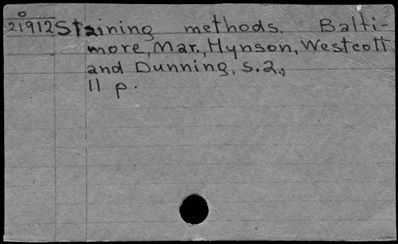 o
21912 Staining methods. Balti-
more, Mar., Hynson, Westcott
and Dunning, s.a.,
11 p.